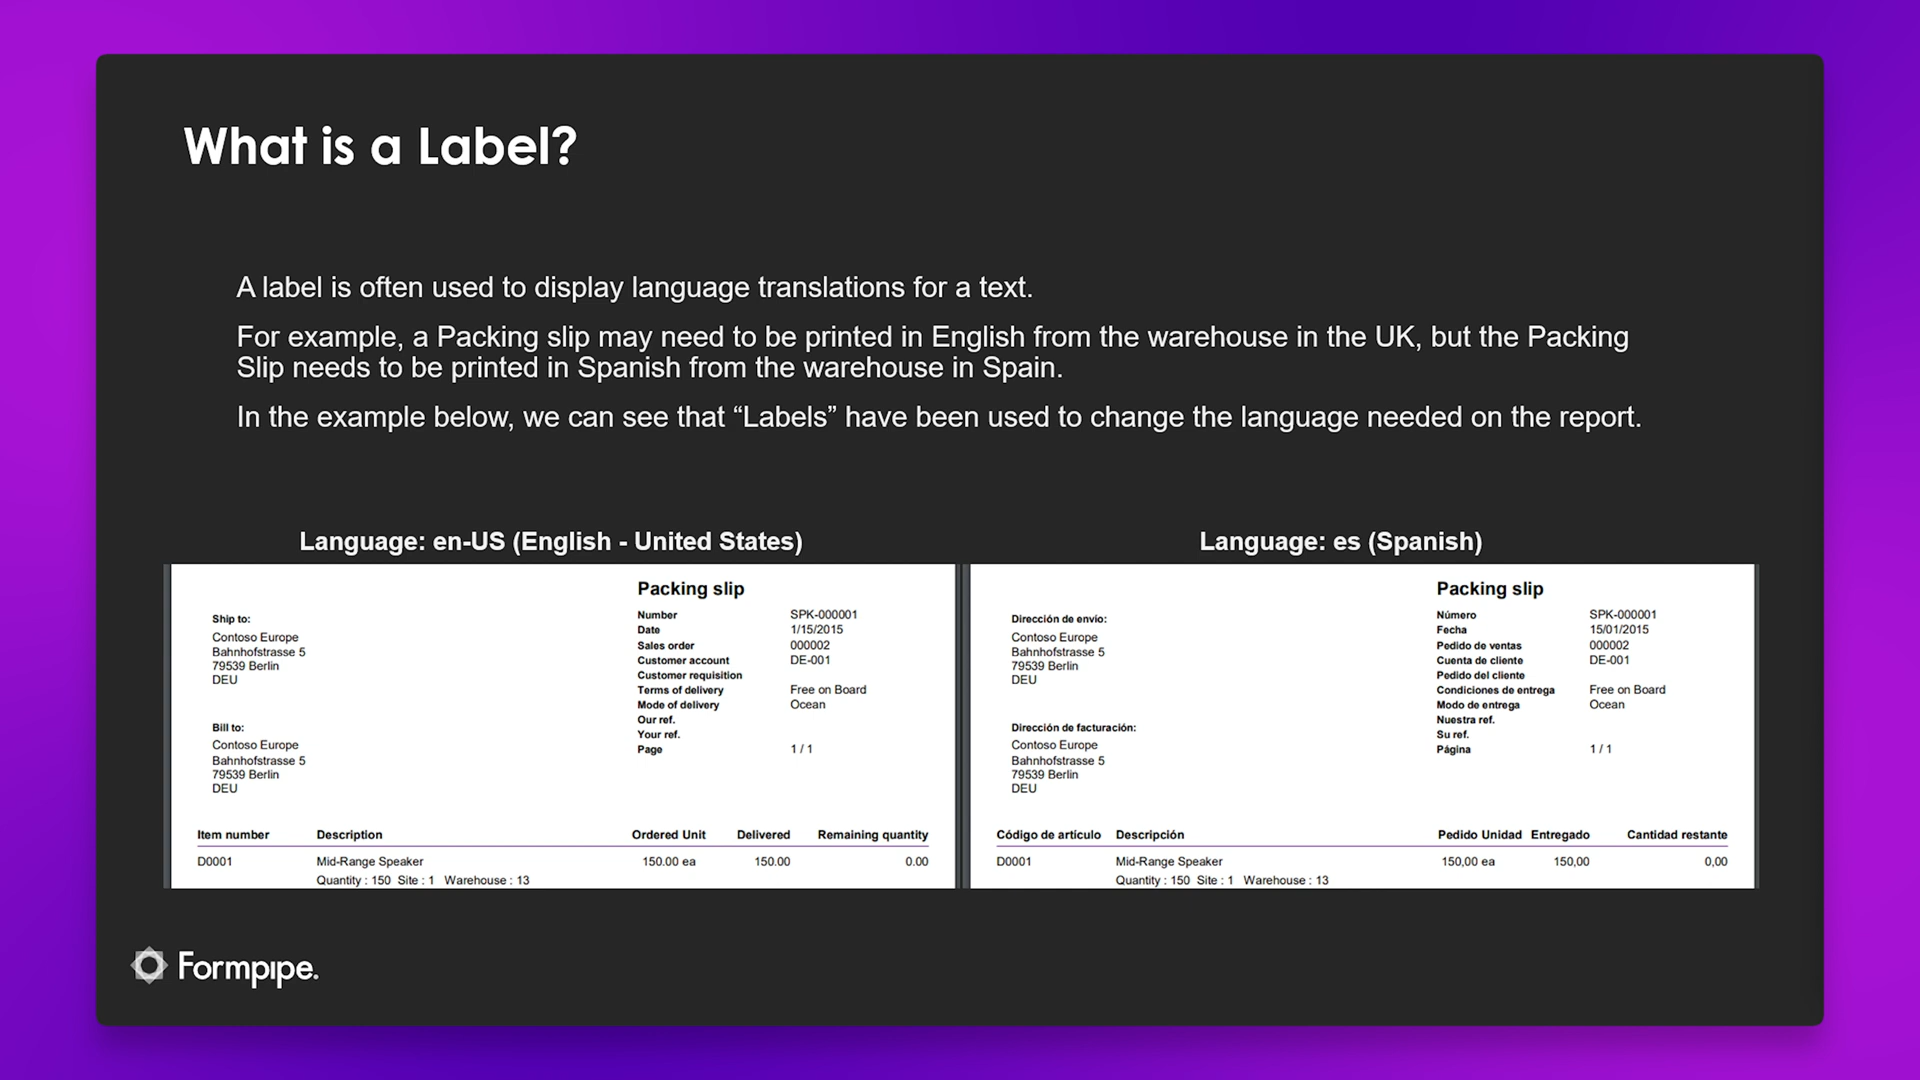 What is a Label?
A label is often used to display language translations for a text.
For example, a Packing slip may need to be printed in English from the warehouse in the UK, but the Packing
Slip needs to be printed in Spanish from the warehouse in Spain.
In the example below, we can see that “Labels” have been used to change the language needed on the report.
Language: en-US (English - United States)
Packing slip
Ship to:
Contoso Europe
Bahnhofstrasse 5
79539 Berlin
DEU
Bill to:
Contoso Europe
Bahnhofstrasse 5
79539 Berlin
DEU
Number SPK-000001
Date 1/15/2015
Sales order 000002
Customer account DE-001
Customer requisition
Terms of delivery Free on Board
Mode of delivery Ocean
Our ref.
Your ref.
Page 1 / 1
Item number Description Ordered Unit Delivered Remaining quantity
D0001 Mid-Range Speaker 150.00 ea 150.00 0.00
Quantity : 150 Site : 1 Warehouse : 13
Language: es (Spanish)
Packing slip
Dirección de envío:
Contoso Europe
Bahnhofstrasse 5
79539 Berlin
DEU
Dirección de facturación:
Contoso Europe
Bahnhofstrasse 5
79539 Berlin
DEU
Número SPK-000001
Fecha 15/01/2015
Pedido de ventas 000002
Cuenta de cliente DE-001
Pedido del cliente
Condiciones de entrega Free on Board
Modo de entrega Ocean
Nuestra ref.
Su ref.
Página 1 / 1
Código de artículo Descripción Pedido Unidad Entregado Cantidad restante
D0001 Mid-Range Speaker 150,00 ea 150,00 0,00
Quantity : 150 Site : 1 Warehouse : 13
Formpipe.